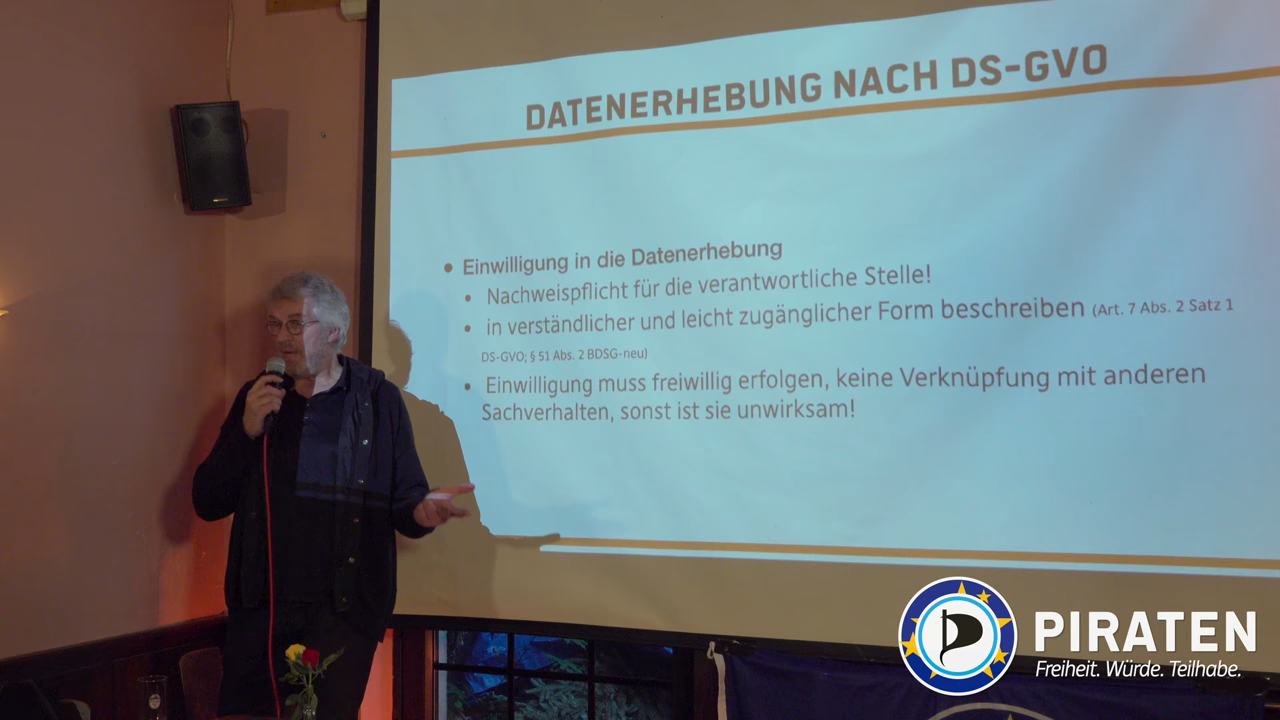 DATENERHEBUNG NACH DS-GVO
Einwilligung in die Datenerhebung
Nachweispflicht für die verantwortliche Stelle!
in verständlicher und leicht zugänglicher Form beschreiben (Art. 7 Abs. 2 Satz 1
DS-GVO; § 51 Abs. 2 BDSG-neu)
Einwilligung muss freiwillig erfolgen, keine Verknüpfung mit anderen
Sachverhalten, sonst ist sie unwirksam!
PIRATEN
Freiheit. Würde. Teilhabe.